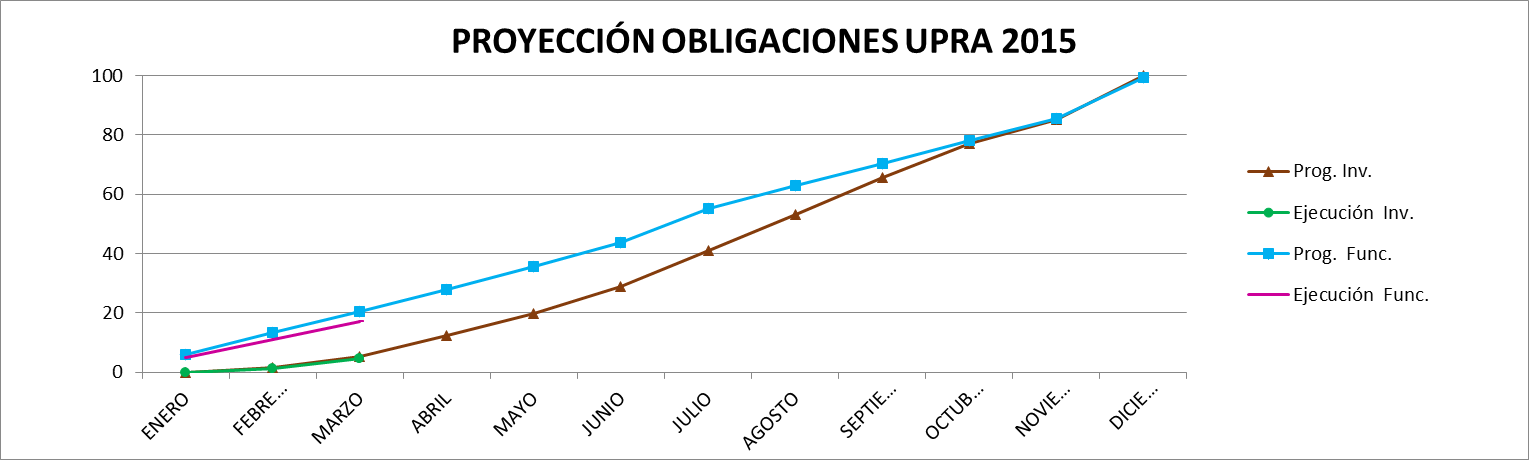 PROYECCIÓN OBLIGACIONES UPRA 2015
100
80
60
40
20
0
ENERO
FEBRE...
MARZO
ABRIL
MAYO
JUNIO
JULIO
AGOSTO
SEPTIE...
OCTUB...
NOVIE...
DICIE...
Prog. Inv.
Ejecución Inv.
Prog. Func.
Ejecución Func.